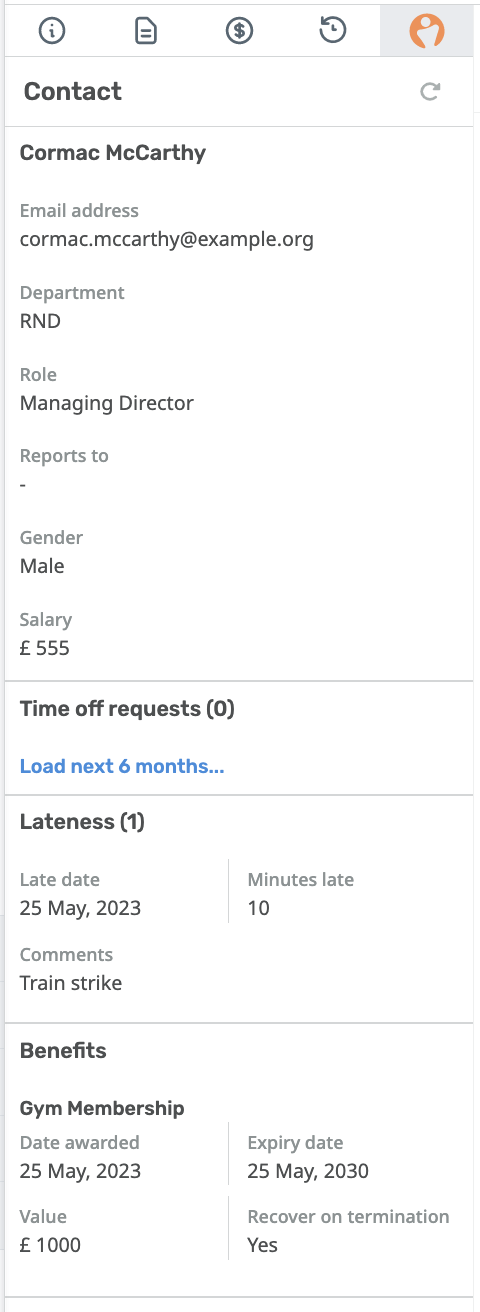 Contact
Cormac McCarthy
Email address
cormac.mccarthy@example.org
Department
RND
Role
Managing Director
Reports to
-
Gender
Male
Salary
£ 555
Time off requests (0)
Load next 6 months...
Lateness (1)
Late date
25 May, 2023
Minutes late
10
Comments
Train strike
Benefits
Gym Membership
Date awarded
25 May, 2023
Expiry date
25 May, 2030
Value
£ 1000
Recover on termination
Yes